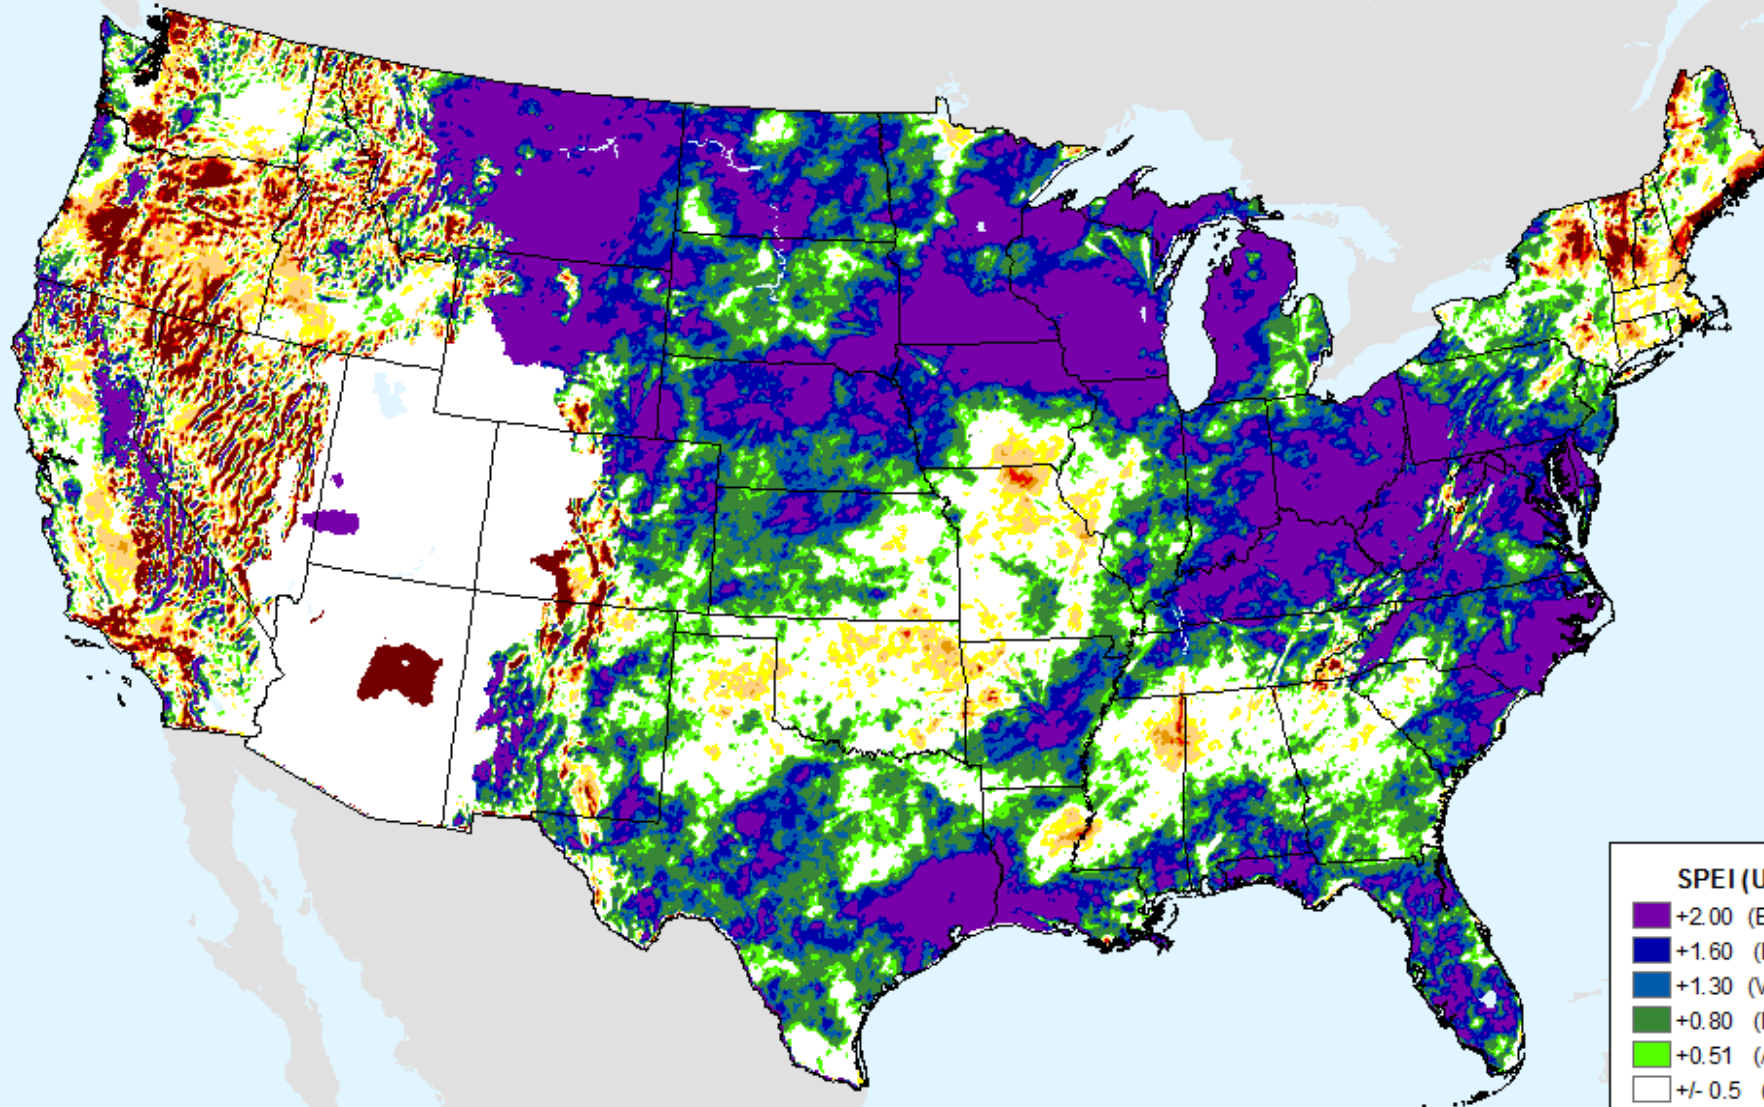 SPEI (U
+2.00 (E
+1.60 (
+1.30 (V
+0.80 (
+0.51 (
+/- 0.5 (